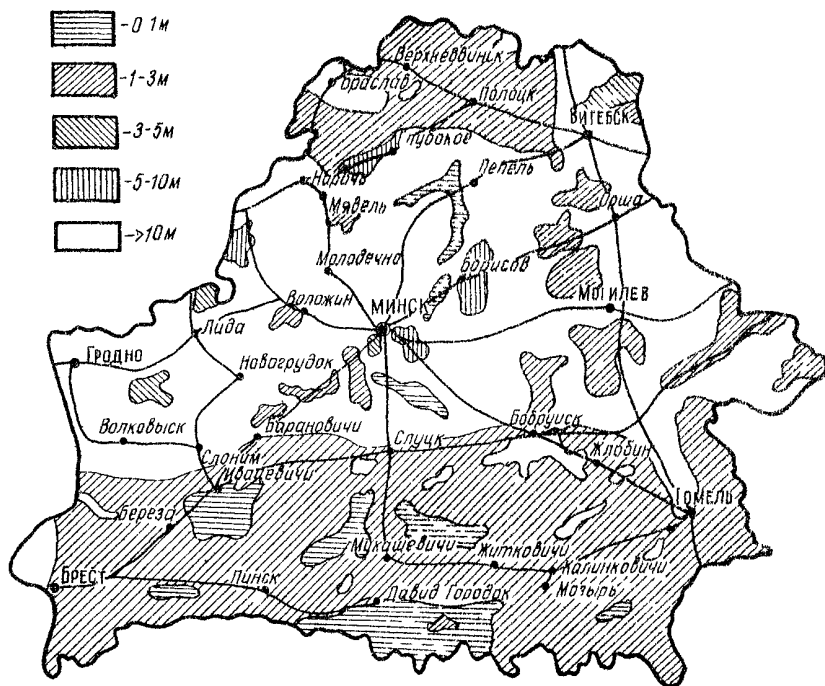 -0 1м
-1-3м
-3-5м
-5-10м
->10м
Верхнедвинск
Браслав
Полоцк
Витебск
Глубокое
Лепель
Нарочь
Мядель
Орша
Молодечно
Борисов
Воложин
МИНСК
Могилев
Лида
Гродно
Новогрудок
Барановичи
Бобруйск
Волковыск
Слуцк
Жлобин
Слоним
Ивацевичи
Гомель
Береза
Микашевичи
Житковичи
Калинковичи
Брест
Пинск
Давид Городок
Мозырь